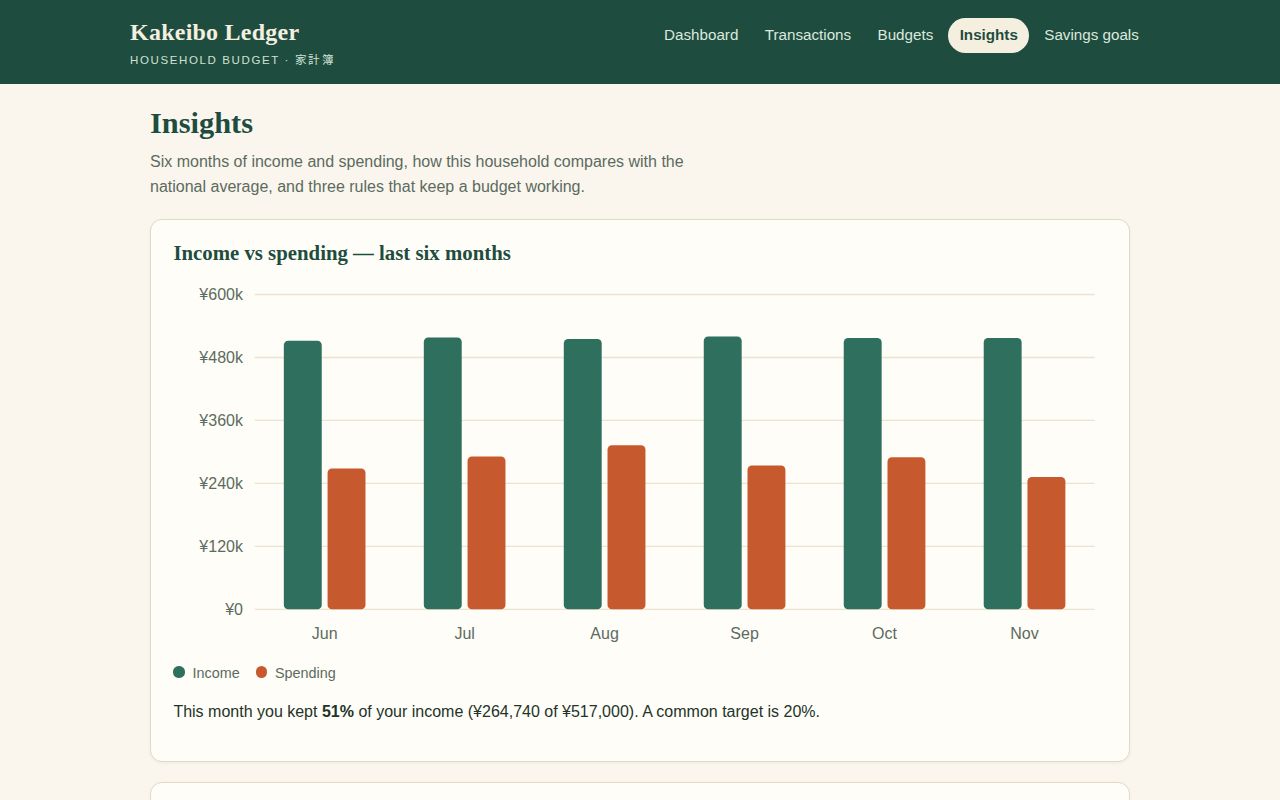 Kakeibo Ledger
HOUSEHOLD BUDGET · 家計簿
Dashboard
Transactions
Budgets
Insights
Savings goals
Insights
Six months of income and spending, how this household compares with the
national average, and three rules that keep a budget working.
Income vs spending — last six months
¥600k
¥480k
¥360k
¥240k
¥120k
¥0
Jun
Jul
Aug
Sep
Oct
Nov
Income
Spending
This month you kept 51% of your income (¥264,740 of ¥517,000). A common target is 20%.